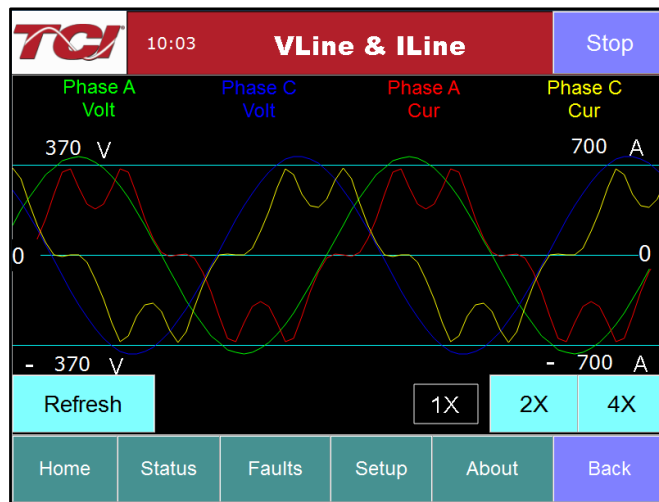 TCI 10:03 VLine & ILine Stop
Phase A Phase C Phase A Phase C
Volt Volt Cur Cur
370 V 700 A
0 0
- 370 V - 700 A
Refresh 1X 2X 4X
Home Status Faults Setup About Back